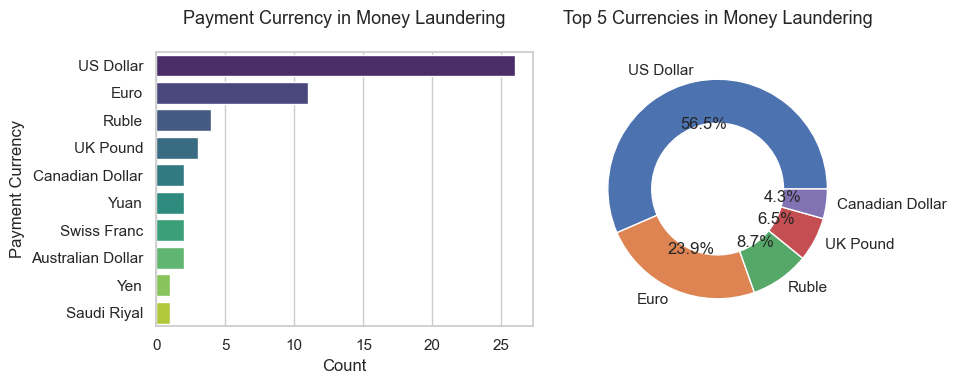 Payment Currency in Money Laundering
Payment Currency
US Dollar
Euro
Ruble
UK Pound
Canadian Dollar
Yuan
Swiss Franc
Australian Dollar
Yen
Saudi Riyal
0 5 10 15 20 25
Count
Top 5 Currencies in Money Laundering
US Dollar
56.5%
4.3%
Canadian Dollar
6.5%
UK Pound
8.7%
23.9%
Ruble
Euro